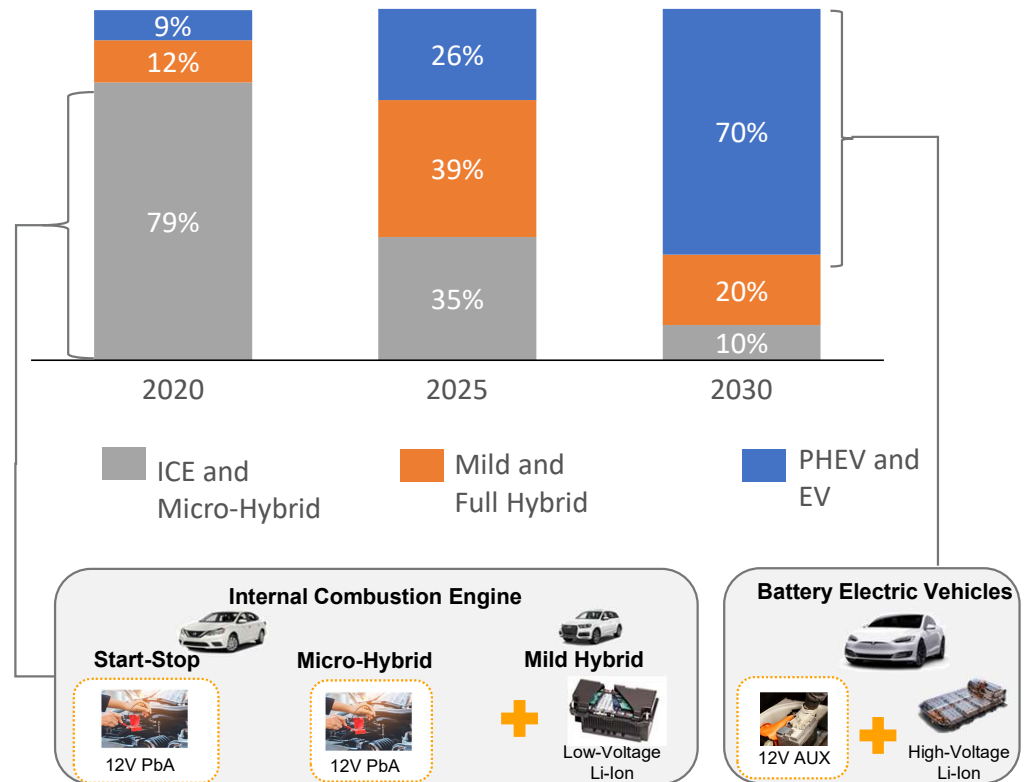 9%
12%
79%
26%
39%
35%
70%
20%
10%
2020
2025
2030
ICE and
Micro-Hybrid
Mild and
Full Hybrid
PHEV and
EV
Internal Combustion Engine
Start-Stop
Micro-Hybrid
Mild Hybrid
12V PbA
12V PbA
Low-Voltage
Li-Ion
Battery Electric Vehicles
12V AUX
High-Voltage
Li-Ion